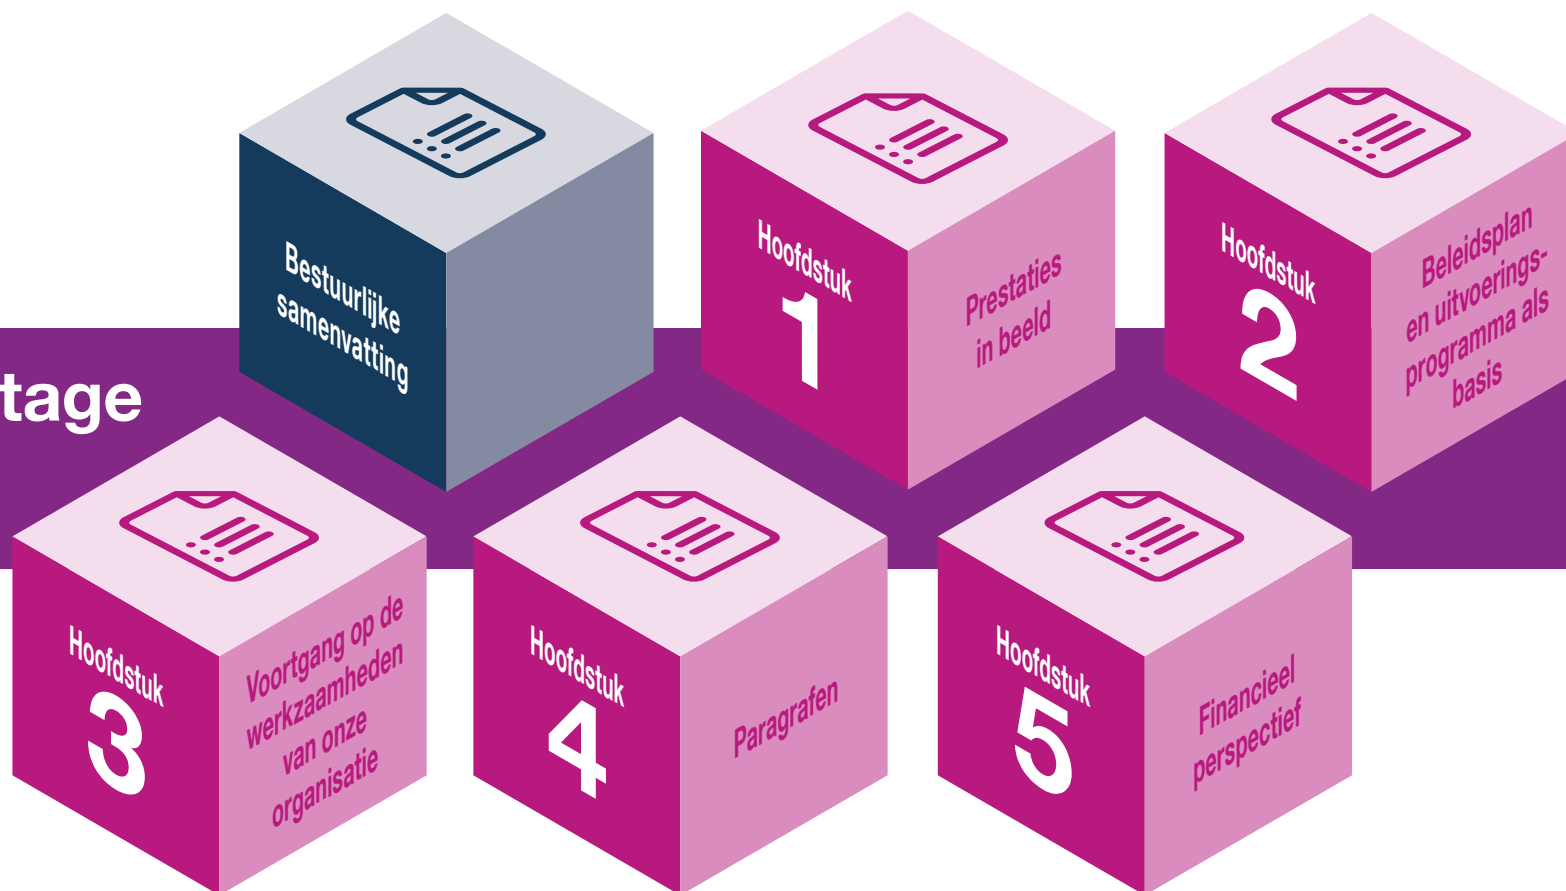 Bestuurlijke
samenvatting
Hoofdstuk
1
Prestaties
in beeld
Hoofdstuk
2
Beleidsplan
en uitvoerings-
programma als
basis
tage
Hoofdstuk
3
Voortgang op de
werkzaamheden
van onze
organisatie
Hoofdstuk
4
Paragrafen
Hoofdstuk
5
Financieel
perspectief